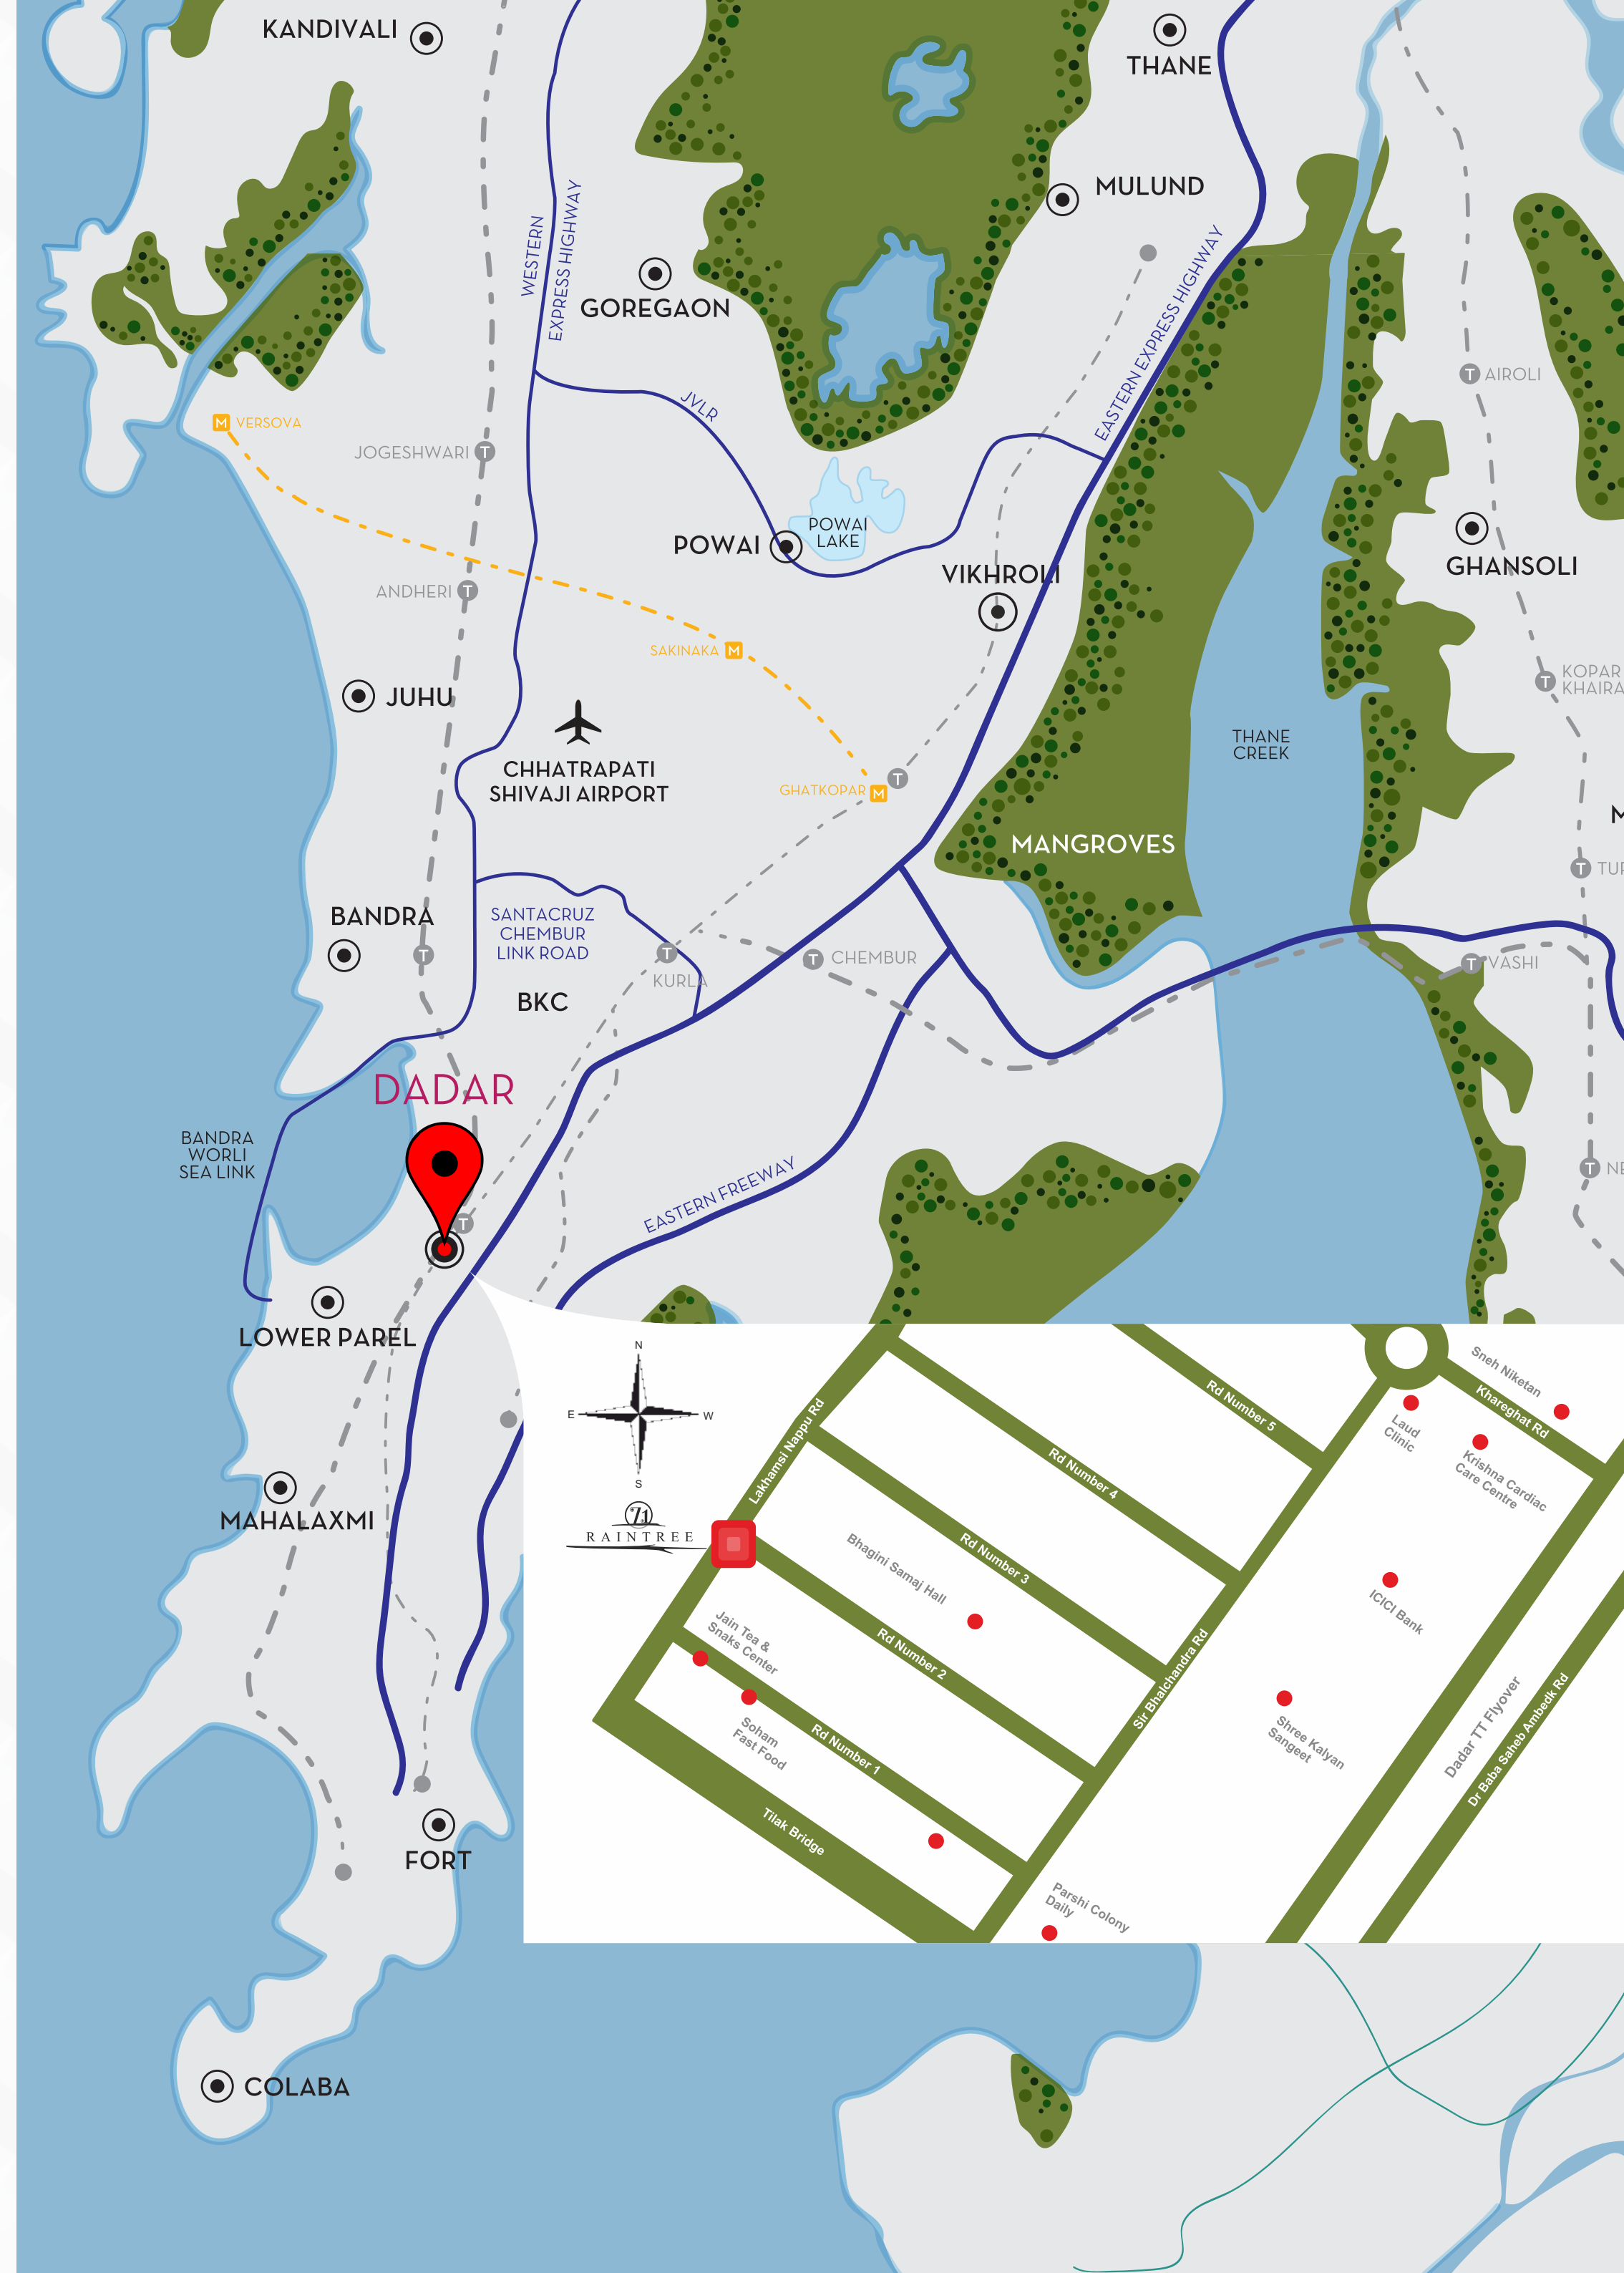 KANDIVALI
THANE
MULUND
WESTERN
EXPRESS HIGHWAY
GOREGAON
EASTERN EXPRESS HIGHWAY
T AIROLI
JVLR
M VERSOVA
JOGESHWARI T
POWAI
LAKE
POWAI
VIKHROLI
GHANSOLI
ANDHERI T
SAKINAKA M
T KOPAR
KHAIRA
JUHU
THANE
CREEK
CHHATRAPATI
SHIVAJI AIRPORT
T
GHATKOPAR M
MANGROVES
M
T TUR
BANDRA
T
SANTACRUZ
CHEMBUR
LINK ROAD
T
KURLA
T CHEMBUR
T VASHI
BKC
DADAR
BANDRA
WORLI
SEA LINK
T
T NE
EASTERN FREEWAY
LOWER PAREL
MAHALAXMI
FORT
COLABA
N
E
W
S
71
RAINTREE
Lakhamsi Nappu Rd
Rd Number 5
Rd Number 4
Rd Number 3
Rd Number 2
Rd Number 1
Tilak Bridge
Sir Bhalchandra Rd
Khareghat Rd
Sneh Niketan
Laud
Clinic
Krishna Cardiac
Care Centre
Bhagini Samaj Hall
ICICI Bank
Jain Tea &
Snaks Center
Soham
Fast Food
Shree Kalyan
Sangeet
Dadar TT Flyover
Dr Baba Saheb Ambedk Rd
Parshi Colony
Daily